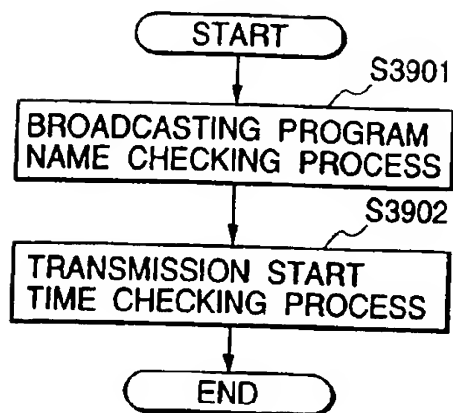 START
S3901
BROADCASTING PROGRAM
NAME CHECKING PROCESS
S3902
TRANSMISSION START
TIME CHECKING PROCESS
END